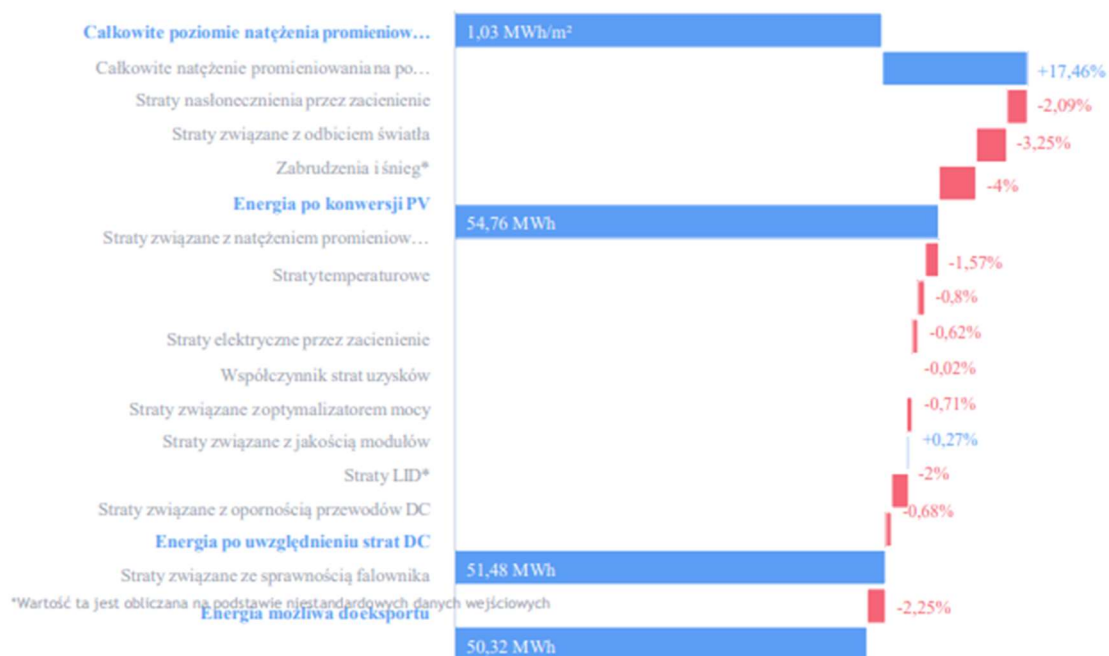 Całkowite poziomie natężenia promieniow…
1,03 MWh/m²
Całkowite natężenie promieniowania na po…
+17,46%
Straty nasłonecznienia przez zacienienie
-2,09%
Straty związane z odbiciem światła
-3,25%
Zabrudzenia i śnieg*
-4%
Energia po konwersji PV
54,76 MWh
Straty związane z natężeniem promieniow…
-1,57%
Straty temperaturowe
-0,8%
Straty elektryczne przez zacienienie
-0,62%
Współczynnik strat uzysków
-0,02%
Straty związane z optymalizatorem mocy
-0,71%
Straty związane z jakością modułów
+0,27%
Straty LID*
-2%
Straty związane z opornością przewodów DC
-0,68%
Energia po uwzględnieniu strat DC
51,48 MWh
Straty związane ze sprawnością falownika
-2,25%
*Wartość ta jest obliczana na podstawie niestandardowych danych wejściowych
Energia możliwa do eksportu
50,32 MWh